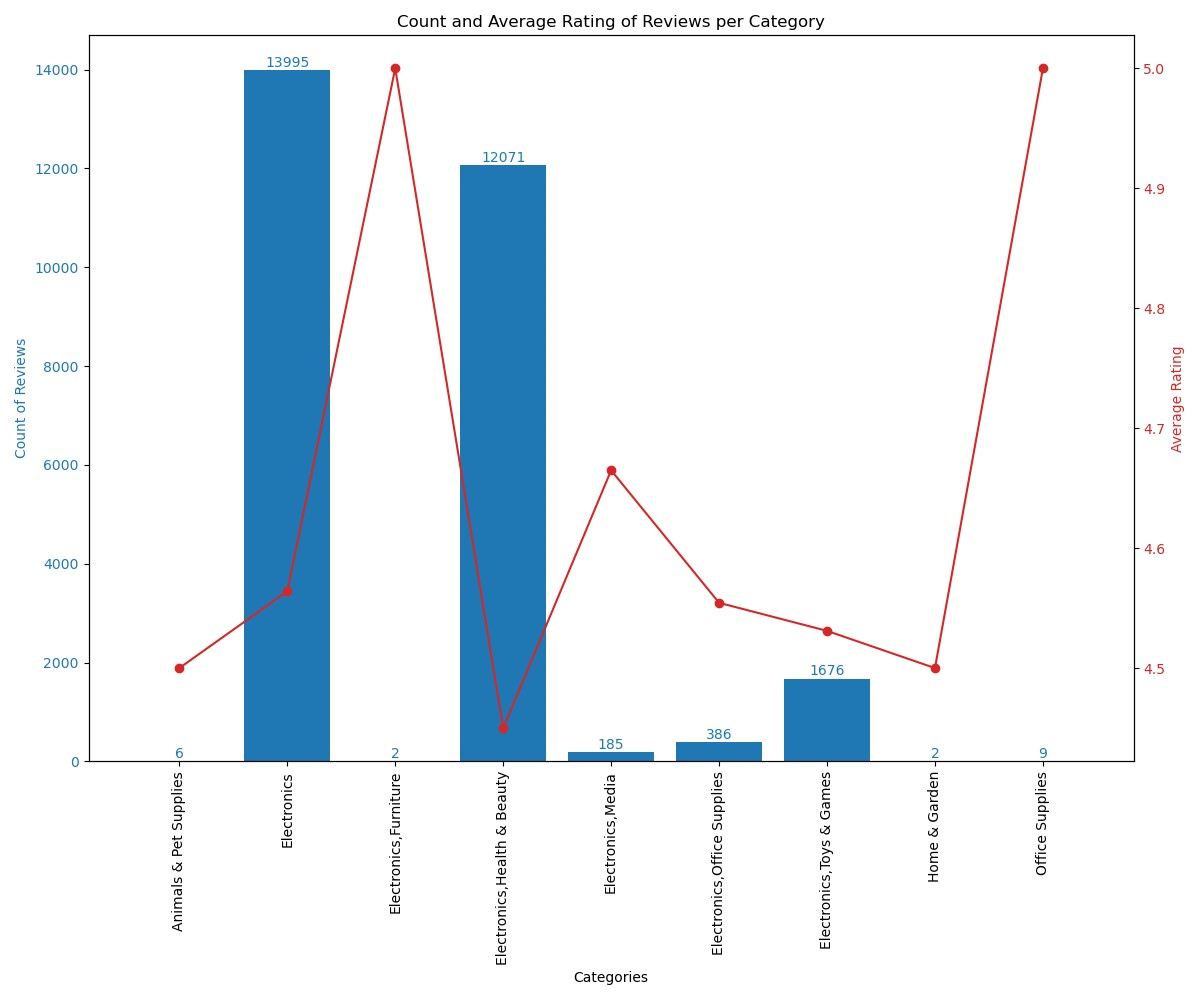 Count and Average Rating of Reviews per Category
14000
12000
10000
8000
6000
4000
2000
0
Count of Reviews
13995
12071
6
2
185
386
1676
2
9
5.0
4.9
4.8
4.7
4.6
4.5
Average Rating
Animals & Pet Supplies
Electronics
Electronics,Furniture
Electronics,Health & Beauty
Electronics,Media
Electronics,Office Supplies
Electronics,Toys & Games
Home & Garden
Office Supplies
Categories